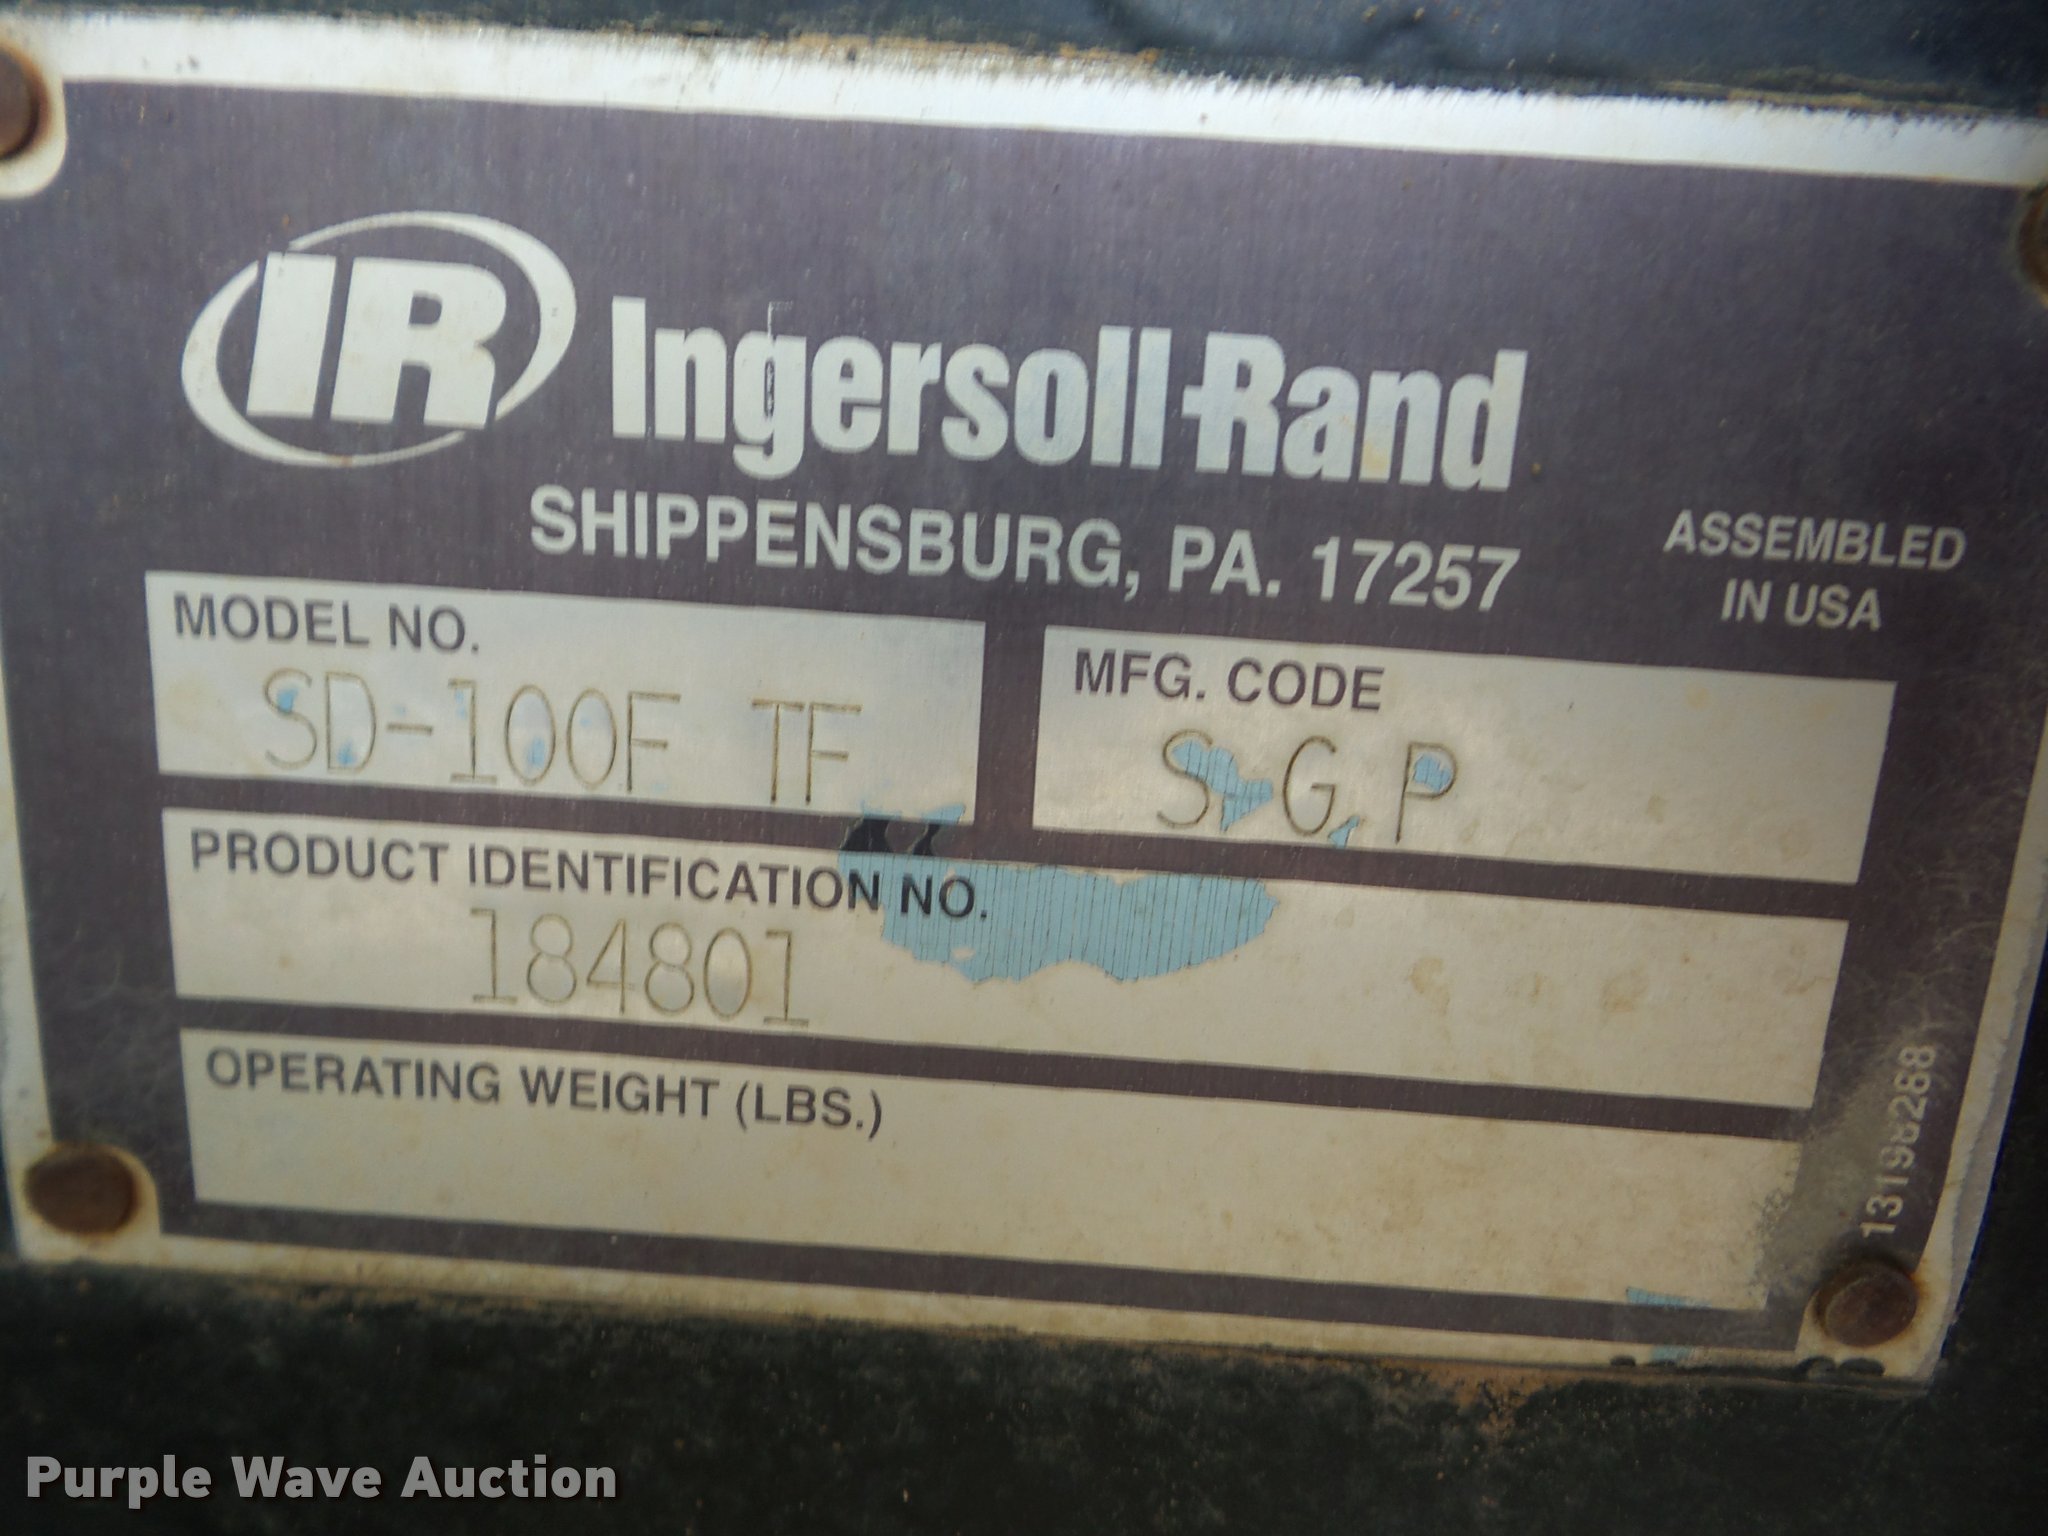 IR Ingersoll-Rand
SHIPPENSBURG, PA. 17257
ASSEMBLED
IN USA
MODEL NO.
SD-100F TF
MFG. CODE
S.G.P
PRODUCT IDENTIFICATION NO.
184801
OPERATING WEIGHT (LBS.)
13196288
Purple Wave Auction